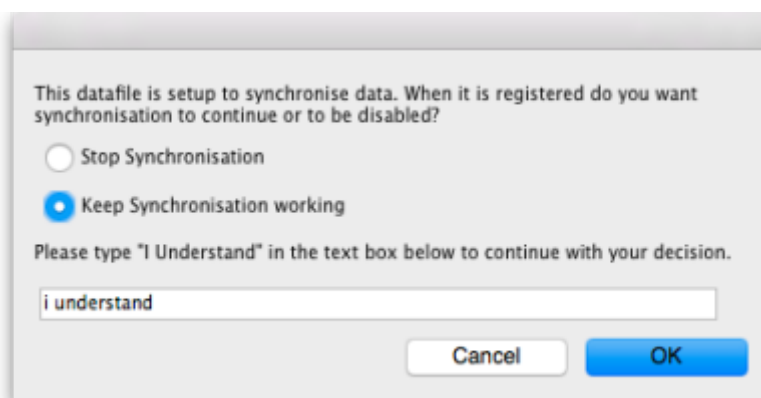 This datafile is setup to synchronise data. When it is registered do you want
synchronisation to continue or to be disabled?
Stop Synchronisation
Keep Synchronisation working
Please type "I Understand" in the text box below to continue with your decision.
i understand
Cancel
OK